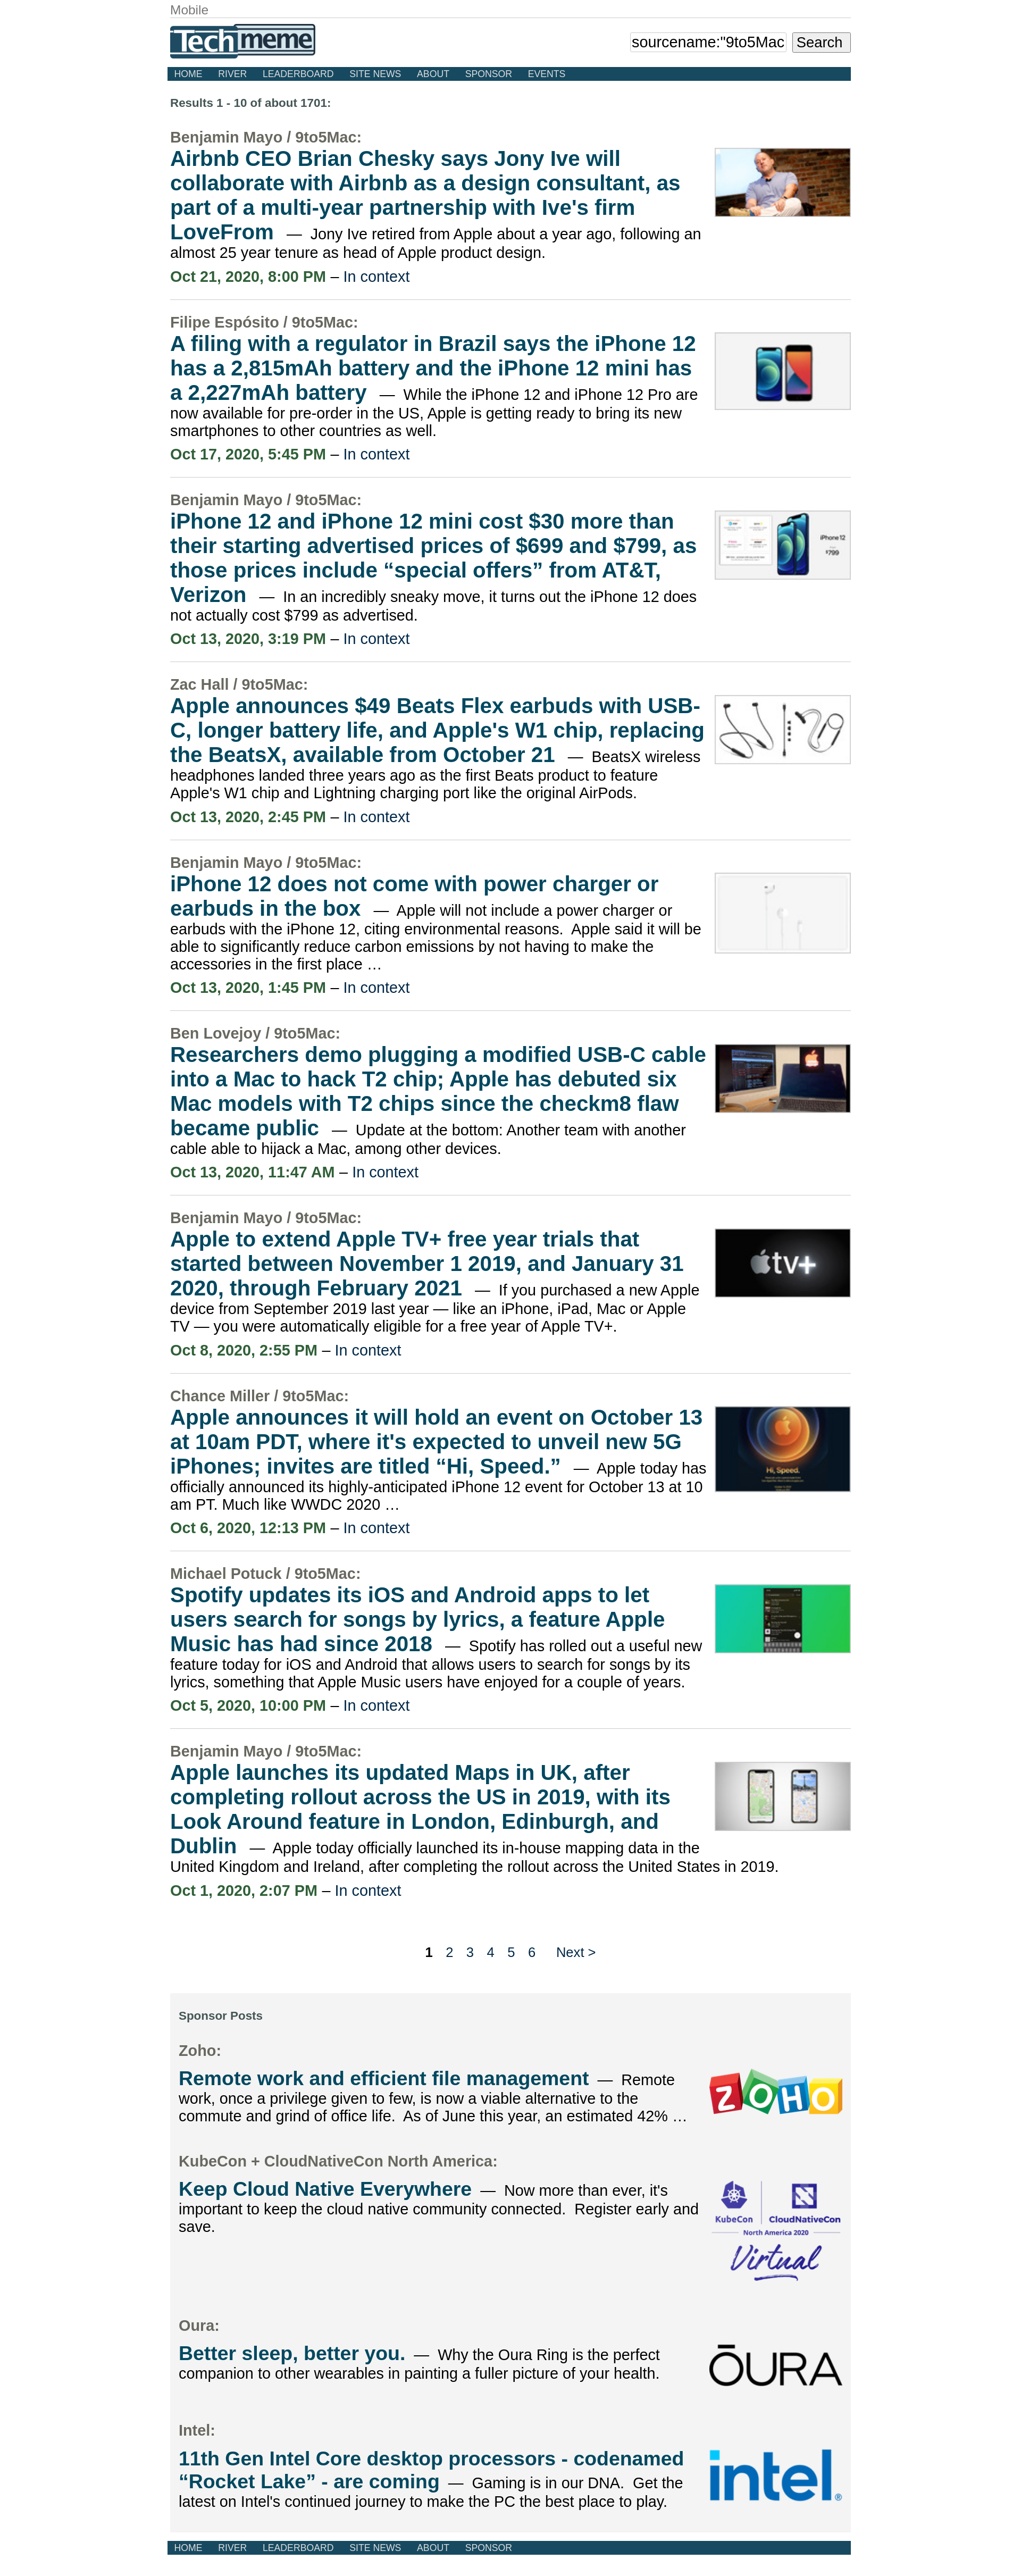 Mobile
Techmeme
sourcename:"9to5Mac
Search
HOME RIVER LEADERBOARD SITE NEWS ABOUT SPONSOR EVENTS
Results 1 - 10 of about 1701:
Benjamin Mayo / 9to5Mac:
Airbnb CEO Brian Chesky says Jony Ive will
collaborate with Airbnb as a design consultant, as
part of a multi-year partnership with Ive's firm
LoveFrom — Jony Ive retired from Apple about a year ago, following an
almost 25 year tenure as head of Apple product design.
Oct 21, 2020, 8:00 PM – In context
Filipe Espósito / 9to5Mac:
A filing with a regulator in Brazil says the iPhone 12
has a 2,815mAh battery and the iPhone 12 mini has
a 2,227mAh battery — While the iPhone 12 and iPhone 12 Pro are
now available for pre-order in the US, Apple is getting ready to bring its new
smartphones to other countries as well.
Oct 17, 2020, 5:45 PM – In context
Benjamin Mayo / 9to5Mac:
iPhone 12 and iPhone 12 mini cost $30 more than
their starting advertised prices of $699 and $799, as
those prices include “special offers” from AT&T,
Verizon — In an incredibly sneaky move, it turns out the iPhone 12 does
not actually cost $799 as advertised.
Oct 13, 2020, 3:19 PM – In context
iPhone 12
$799
Zac Hall / 9to5Mac:
Apple announces $49 Beats Flex earbuds with USB-
C, longer battery life, and Apple's W1 chip, replacing
the BeatsX, available from October 21 — BeatsX wireless
headphones landed three years ago as the first Beats product to feature
Apple's W1 chip and Lightning charging port like the original AirPods.
Oct 13, 2020, 2:45 PM – In context
Benjamin Mayo / 9to5Mac:
iPhone 12 does not come with power charger or
earbuds in the box — Apple will not include a power charger or
earbuds with the iPhone 12, citing environmental reasons. Apple said it will be
able to significantly reduce carbon emissions by not having to make the
accessories in the first place …
Oct 13, 2020, 1:45 PM – In context
Ben Lovejoy / 9to5Mac:
Researchers demo plugging a modified USB-C cable
into a Mac to hack T2 chip; Apple has debuted six
Mac models with T2 chips since the checkm8 flaw
became public — Update at the bottom: Another team with another
cable able to hijack a Mac, among other devices.
Oct 13, 2020, 11:47 AM – In context
Benjamin Mayo / 9to5Mac:
Apple to extend Apple TV+ free year trials that
started between November 1 2019, and January 31
2020, through February 2021 — If you purchased a new Apple
device from September 2019 last year — like an iPhone, iPad, Mac or Apple
TV — you were automatically eligible for a free year of Apple TV+.
Oct 8, 2020, 2:55 PM – In context
tv+
Chance Miller / 9to5Mac:
Apple announces it will hold an event on October 13
at 10am PDT, where it's expected to unveil new 5G
iPhones; invites are titled “Hi, Speed.” — Apple today has
officially announced its highly-anticipated iPhone 12 event for October 13 at 10
am PT. Much like WWDC 2020 …
Oct 6, 2020, 12:13 PM – In context
Hi, Speed.
Michael Potuck / 9to5Mac:
Spotify updates its iOS and Android apps to let
users search for songs by lyrics, a feature Apple
Music has had since 2018 — Spotify has rolled out a useful new
feature today for iOS and Android that allows users to search for songs by its
lyrics, something that Apple Music users have enjoyed for a couple of years.
Oct 5, 2020, 10:00 PM – In context
Benjamin Mayo / 9to5Mac:
Apple launches its updated Maps in UK, after
completing rollout across the US in 2019, with its
Look Around feature in London, Edinburgh, and
Dublin — Apple today officially launched its in-house mapping data in the
United Kingdom and Ireland, after completing the rollout across the United States in 2019.
Oct 1, 2020, 2:07 PM – In context
1 2 3 4 5 6 Next >
Sponsor Posts
Zoho:
Remote work and efficient file management — Remote
work, once a privilege given to few, is now a viable alternative to the
commute and grind of office life. As of June this year, an estimated 42% …
ZOHO
KubeCon + CloudNativeCon North America:
Keep Cloud Native Everywhere — Now more than ever, it's
important to keep the cloud native community connected. Register early and
save.
KubeCon CloudNativeCon
North America 2020
Virtual
Oura:
Better sleep, better you. — Why the Oura Ring is the perfect
companion to other wearables in painting a fuller picture of your health.
ŌURA
Intel:
11th Gen Intel Core desktop processors - codenamed
“Rocket Lake” - are coming — Gaming is in our DNA. Get the
latest on Intel's continued journey to make the PC the best place to play.
intel®
HOME RIVER LEADERBOARD SITE NEWS ABOUT SPONSOR